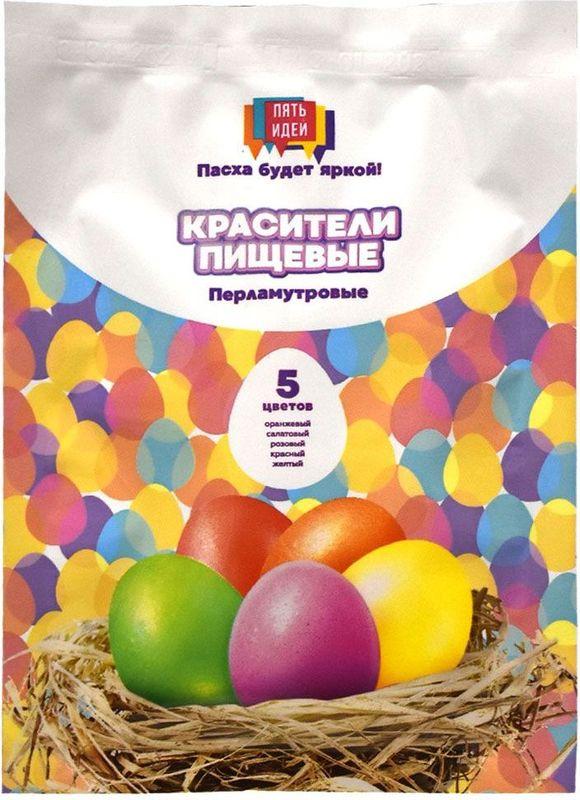 ПЯТЬ
ИДЕЙ
Пасха будет яркой!
КРАСИТЕЛИ
ПИЩЕВЫЕ
Перламутровые
5
цветов
оранжевый
салатовый
розовый
красный
желтый